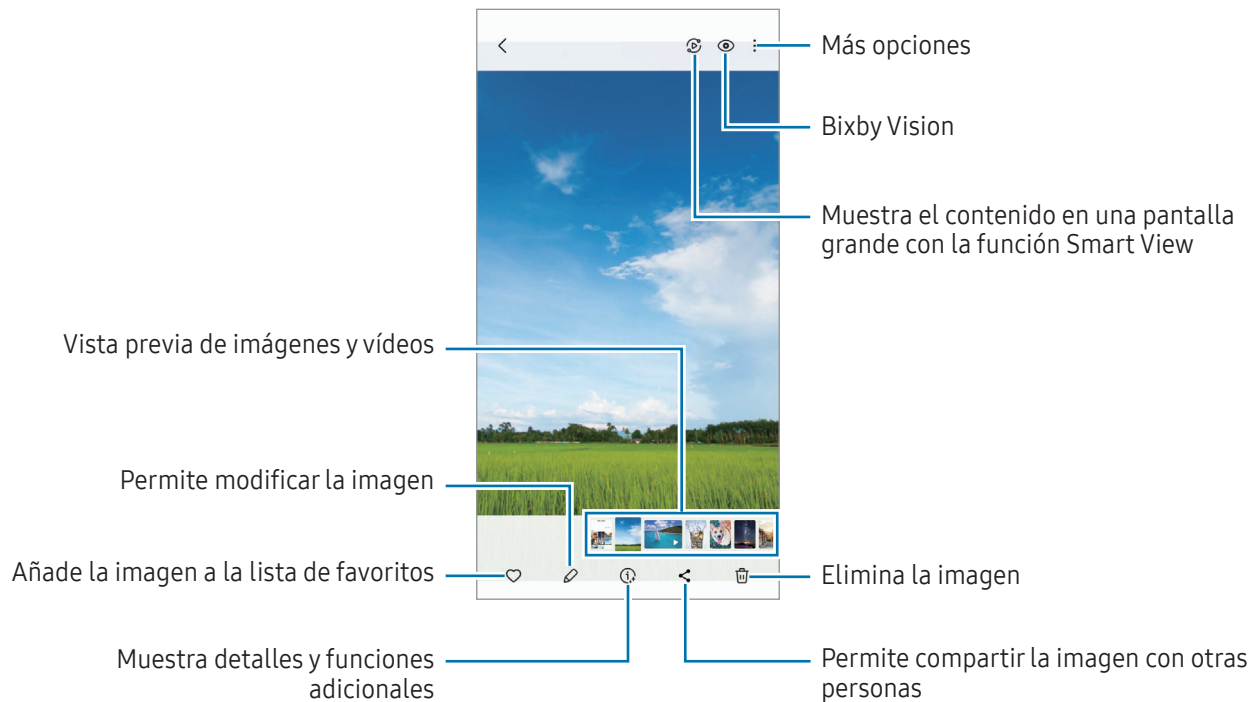 Más opciones
Bixby Vision
Muestra el contenido en una pantalla
grande con la función Smart View
Vista previa de imágenes y vídeos
Permite modificar la imagen
Añade la imagen a la lista de favoritos
Elimina la imagen
Muestra detalles y funciones
adicionales
Permite compartir la imagen con otras
personas